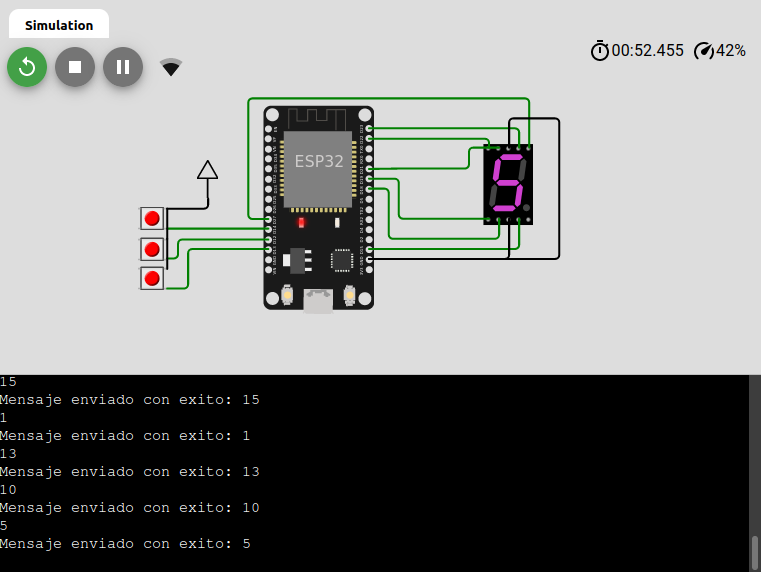 Simulation
00:52.455
42%
ESP32
15
Mensaje enviado con exito: 15
1
Mensaje enviado con exito: 1
13
Mensaje enviado con exito: 13
10
Mensaje enviado con exito: 10
5
Mensaje enviado con exito: 5